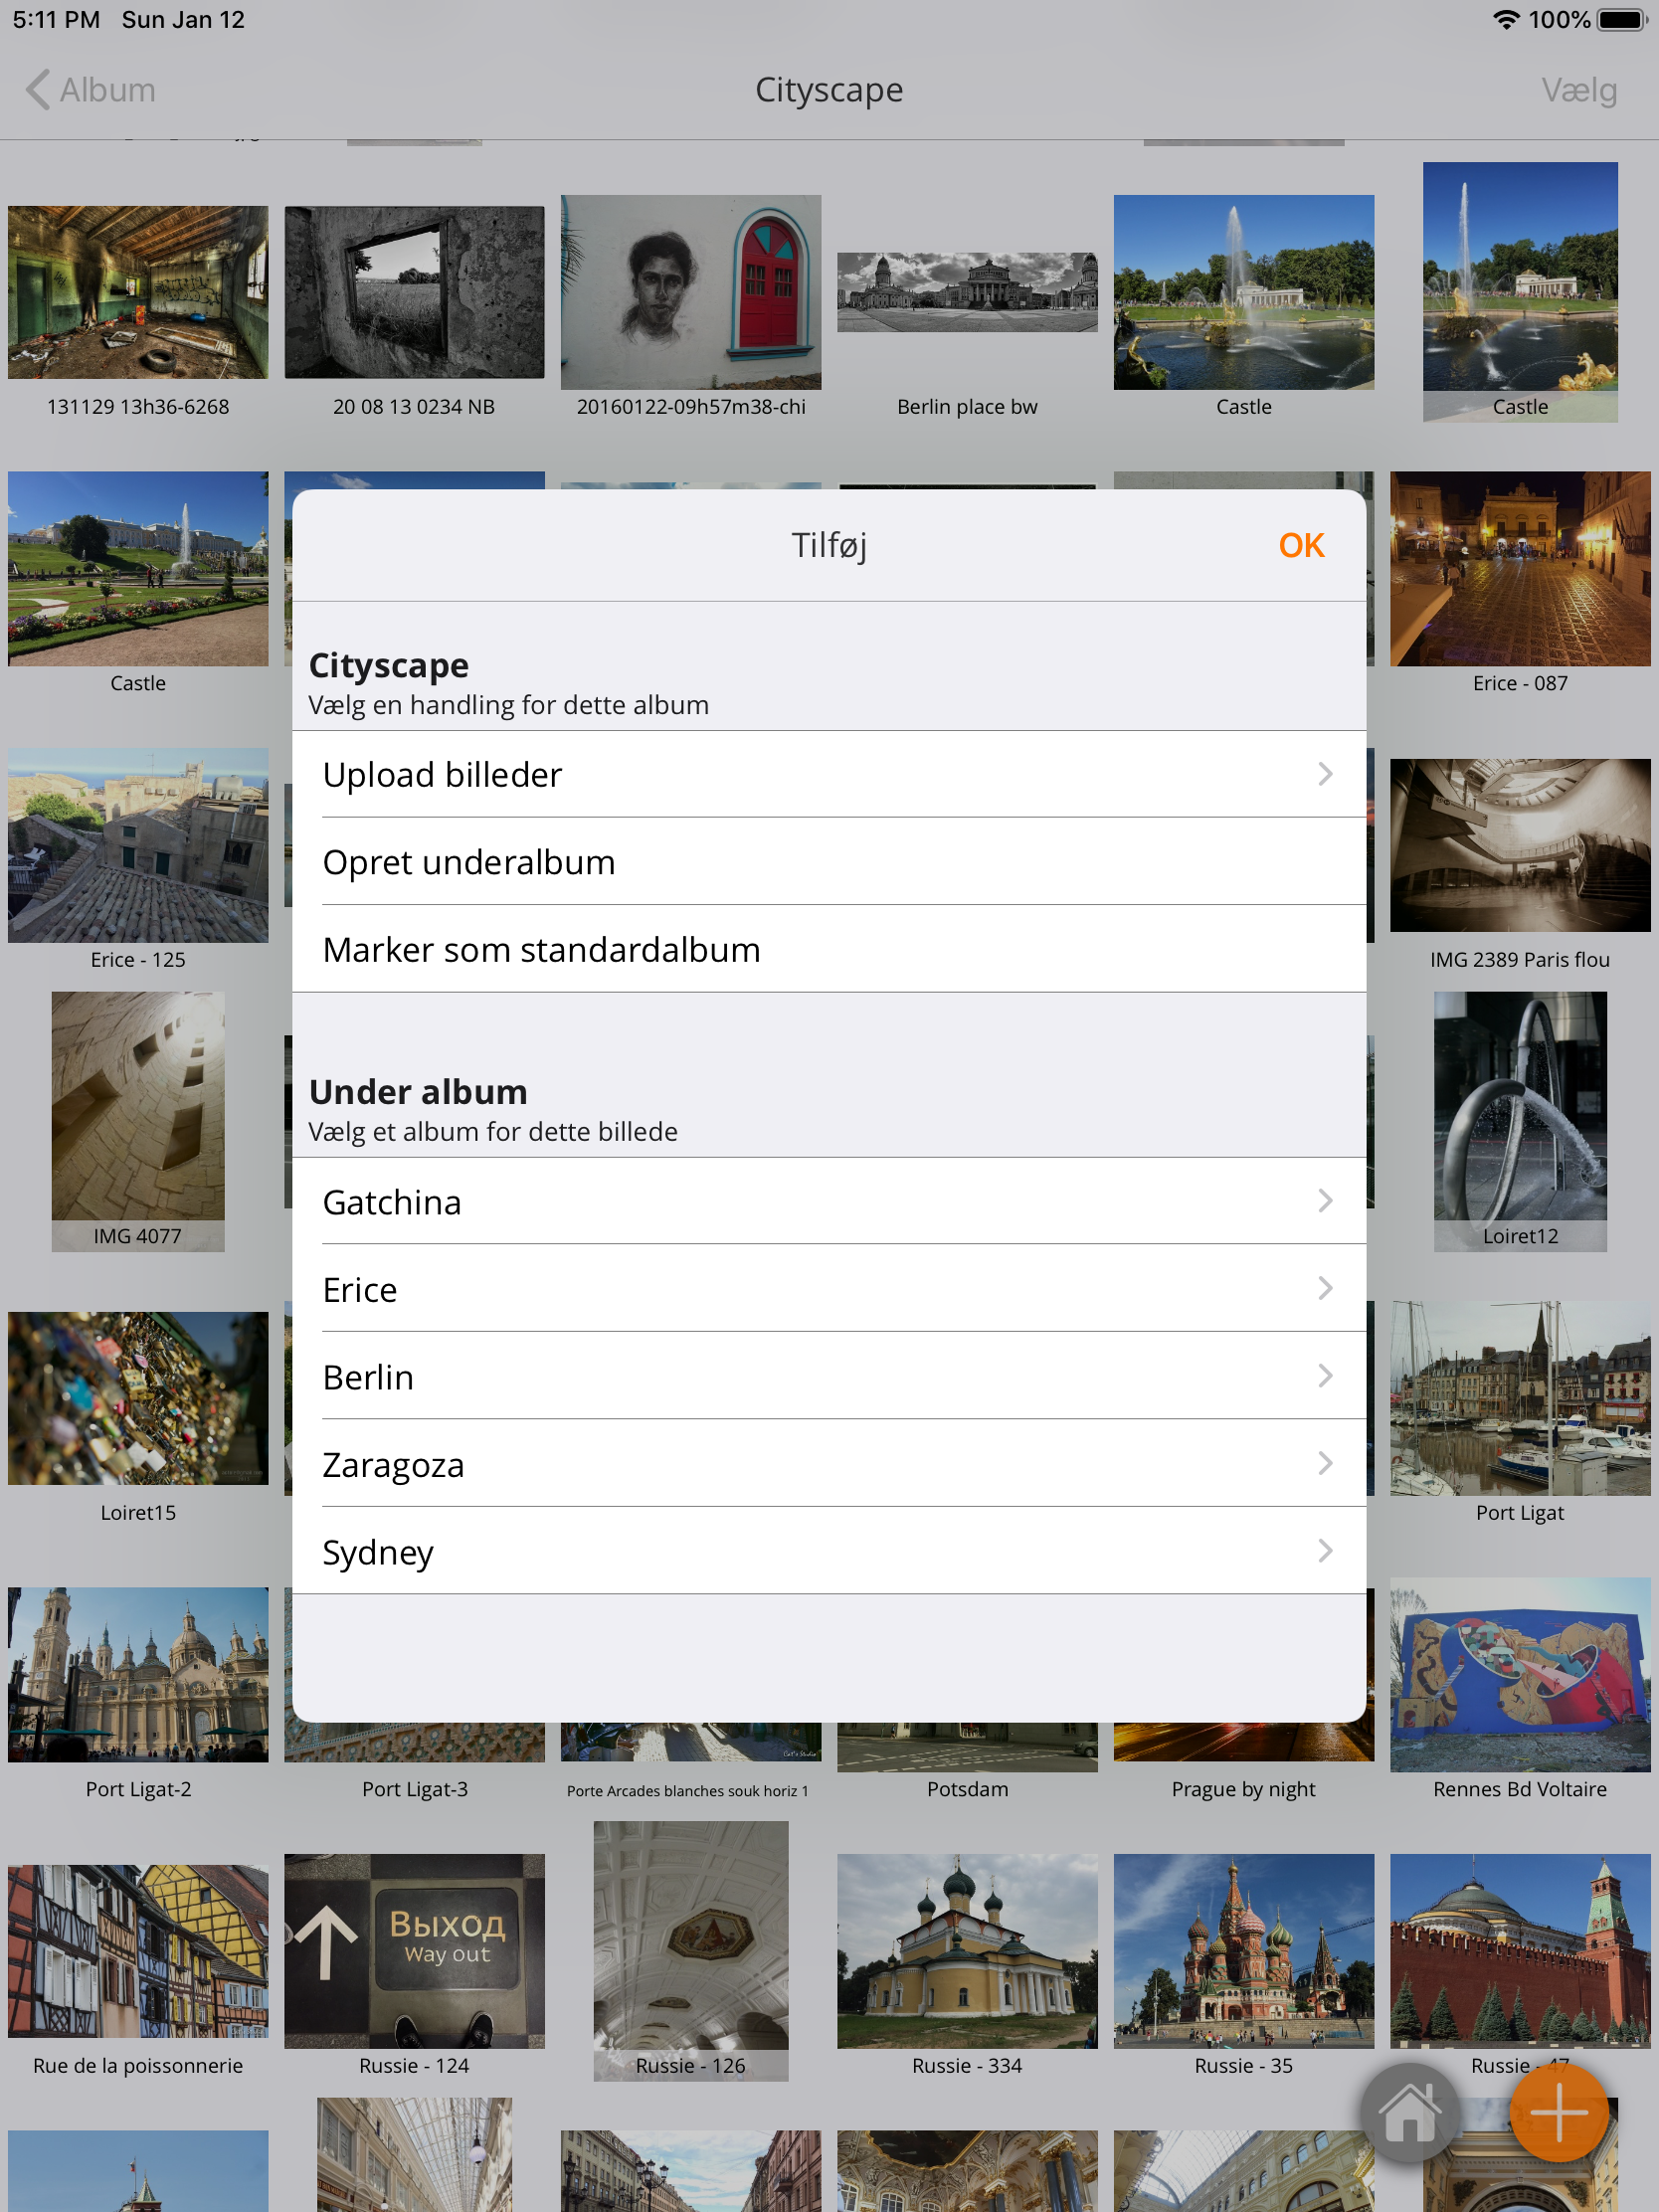 5:11 PM Sun Jan 12
100%
Album
Cityscape
Vælg
131129 13h36-6268
20 08 13 0234 NB
20160122-09h57m38-chi
Berlin place bw
Castle
Castle
Castle
Erice - 087
Tilføj
OK
Cityscape
Vælg en handling for dette album
Upload billeder
Opret underalbum
Marker som standardalbum
Under album
Vælg et album for dette billede
Gatchina
Erice
Berlin
Zaragoza
Sydney
Erice - 125
IMG 2389 Paris flou
IMG 4077
Loiret12
Loiret15
Port Ligat
Port Ligat-2
Port Ligat-3
Porte Arcades blanches souk horiz 1
Potsdam
Prague by night
Rennes Bd Voltaire
Выход
Way out
Rue de la poissonnerie
Russie - 124
Russie - 126
Russie - 334
Russie - 35
Russie - 47